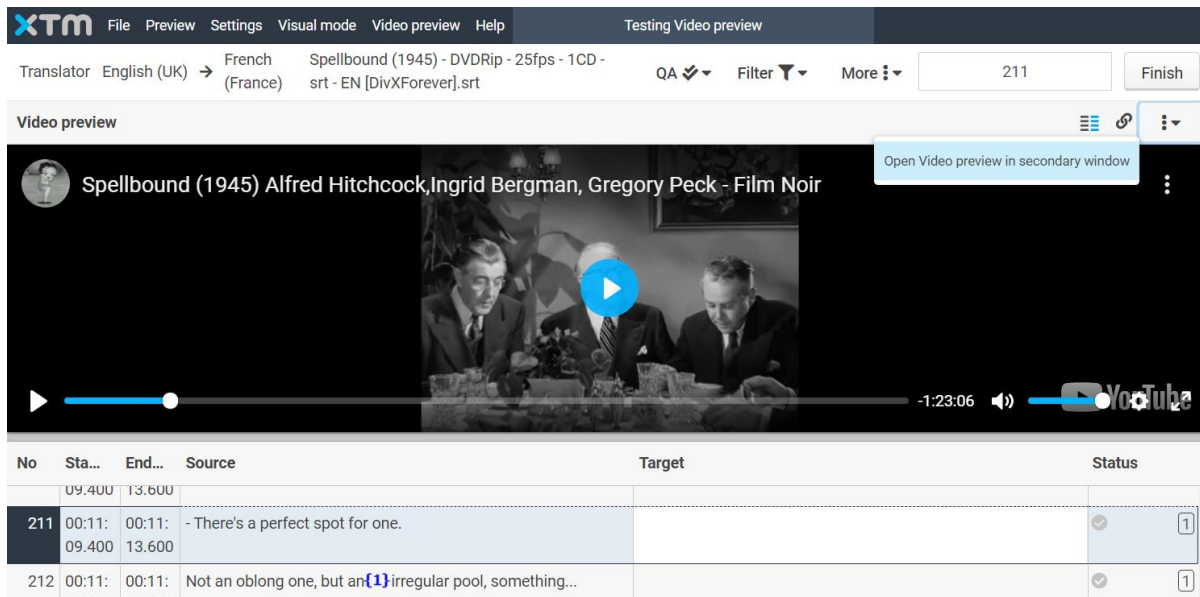 XTM File Preview Settings Visual mode Video preview Help Testing Video preview
Translator English (UK) → French (France) Spellbound (1945) - DVDRip - 25fps - 1CD -
srt - EN [DivXForever].srt
QA Filter More 211 Finish
Video preview
Open Video preview in secondary window
Spellbound (1945) Alfred Hitchcock,Ingrid Bergman, Gregory Peck - Film Noir
-1:23:06 YouTube
No Sta... End... Source Target Status
09.400 13.600
211 00:11: 00:11: - There's a perfect spot for one. 1
09.400 13.600
212 00:11: 00:11: Not an oblong one, but an{1}irregular pool, something... 1